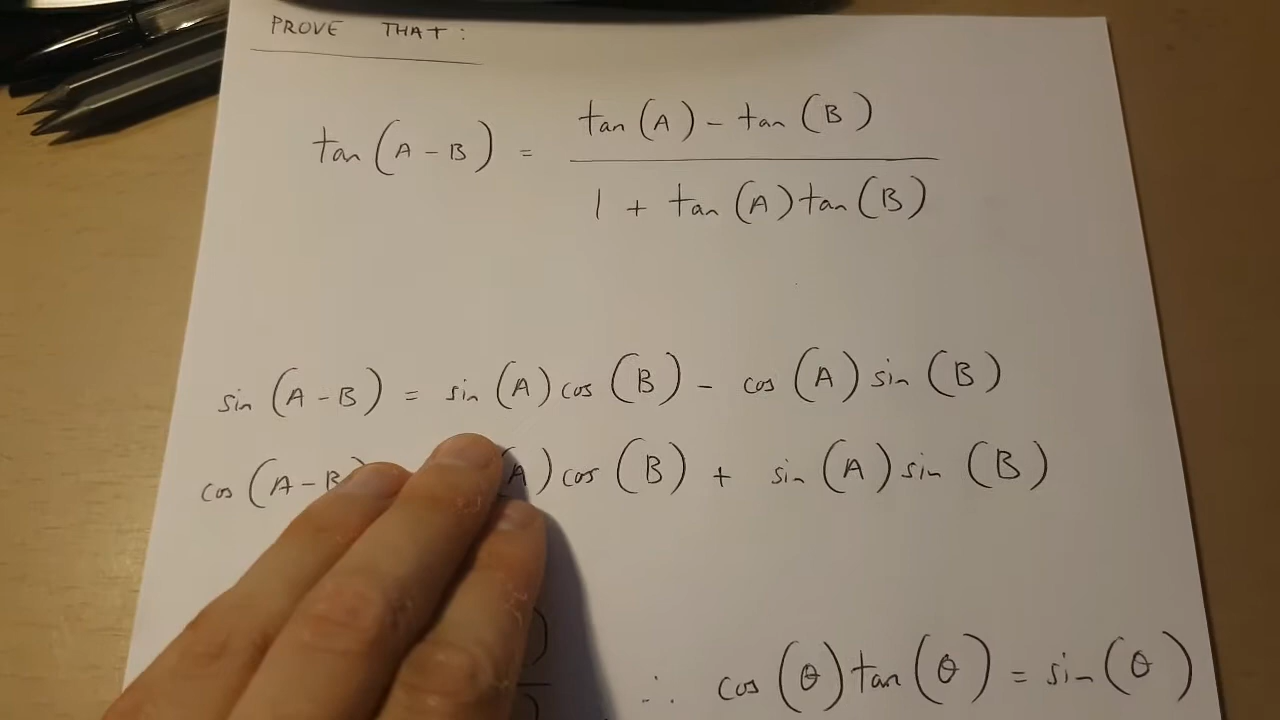 PROVE THAT:
tan(A-B) = tan(A) - tan(B)
1 + tan(A)tan(B)
sin(A-B) = sin(A)cos(B) - cos(A)sin(B)
cos(A-B A)cos(B) + sin(A)sin(B)
∴ cos(θ)tan(θ) = sin(θ)